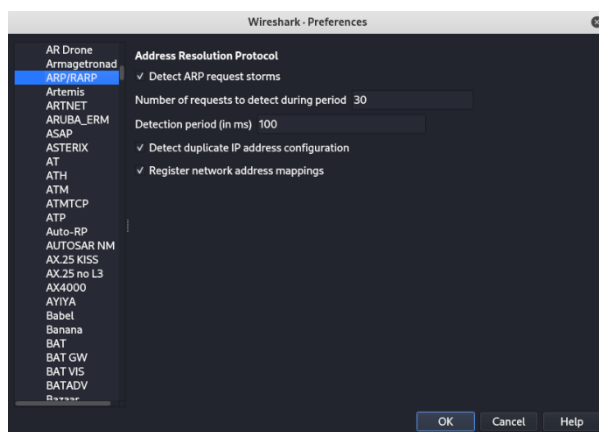 Wireshark · Preferences
AR Drone
Armagetronad
ARP/RARP
Artemis
ARTNET
ARUBA_ERM
ASAP
ASTERIX
AT
ATH
ATM
ATMTCP
ATP
Auto-RP
AUTOSAR NM
AX.25 KISS
AX.25 no L3
AX4000
AYIYA
Babel
Banana
BAT
BAT GW
BAT VIS
BATADV
Bazaar
Address Resolution Protocol
Detect ARP request storms
Number of requests to detect during period 30
Detection period (in ms) 100
Detect duplicate IP address configuration
Register network address mappings
OK Cancel Help